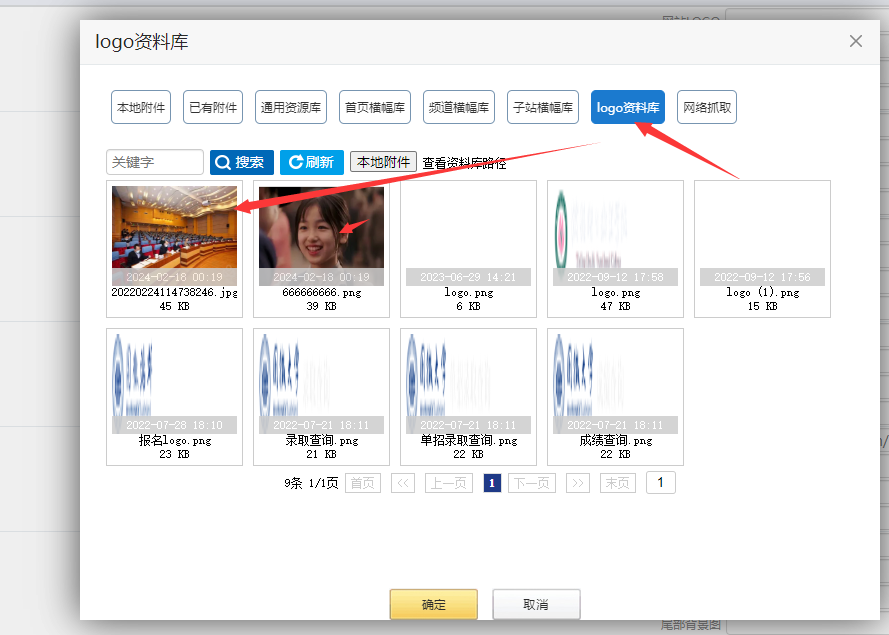 网站LOGO
logo资料库
本地附件 已有附件 通用资源库 首页横幅库 频道横幅库 子站横幅库 logo资料库 网络抓取
关键字 搜索 刷新 本地附件 查看资料库路径
2024-02-18 00:19 2024-02-18 00:19 2023-06-29 14:21 2022-09-12 17:58 2022-09-12 17:56
20220224114738246.jpg 666666666.png logo.png logo.png logo (1).png
45 KB 39 KB 6 KB 47 KB 15 KB
2022-07-28 18:10 2022-07-21 18:11 2022-07-21 18:11 2022-07-21 18:11
报名logo.png 录取查询.png 单招录取查询.png 成绩查询.png
23 KB 21 KB 22 KB 22 KB
9条 1/1页 首页 << 上一页 1 下一页 >> 末页 1
确定 取消
尾部背景图